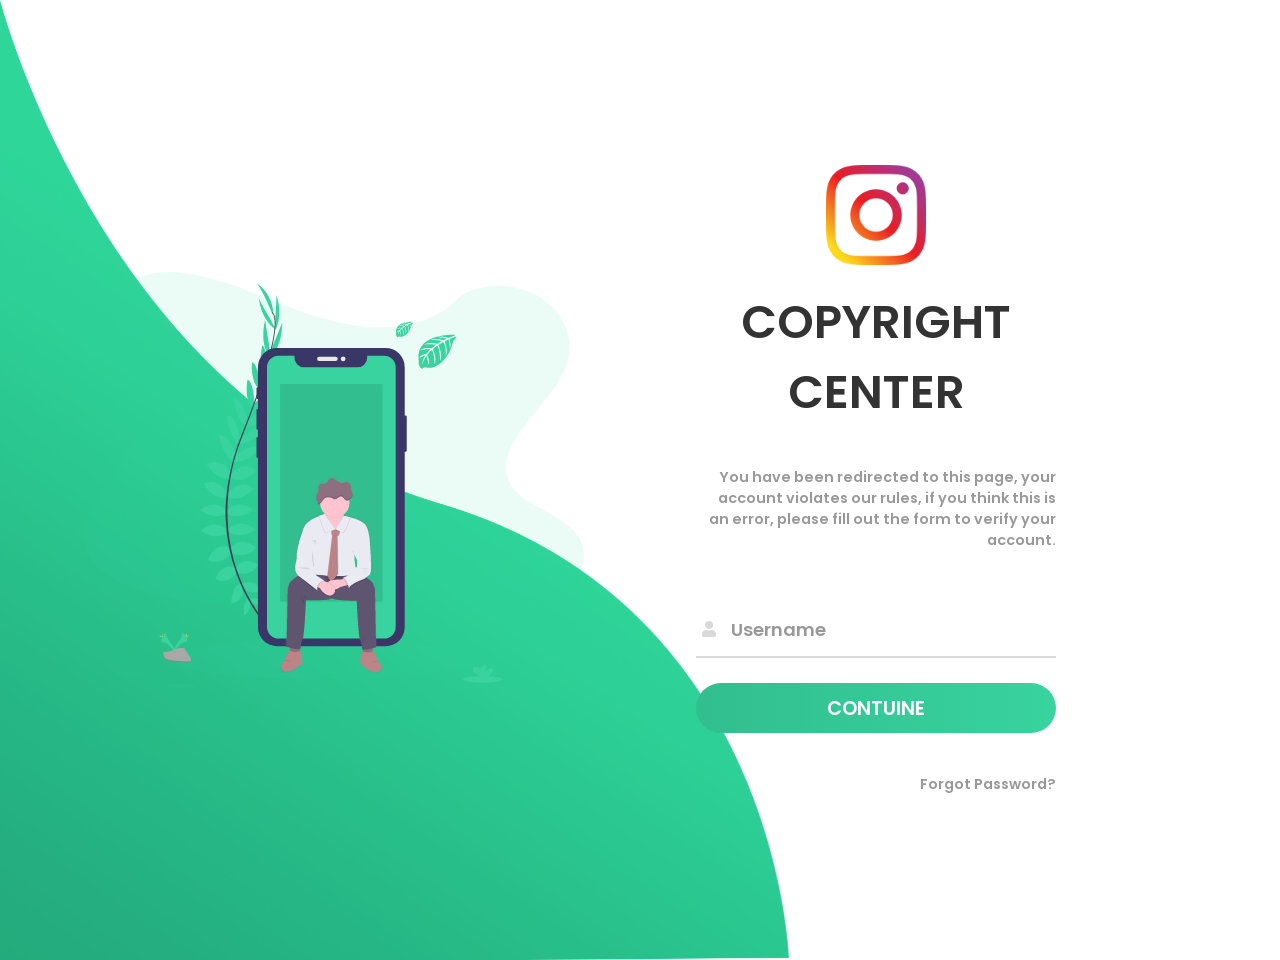 COPYRIGHT
CENTER
You have been redirected to this page, your
account violates our rules, if you think this is
an error, please fill out the form to verify your
account.
Username
CONTUINE
Forgot Password?